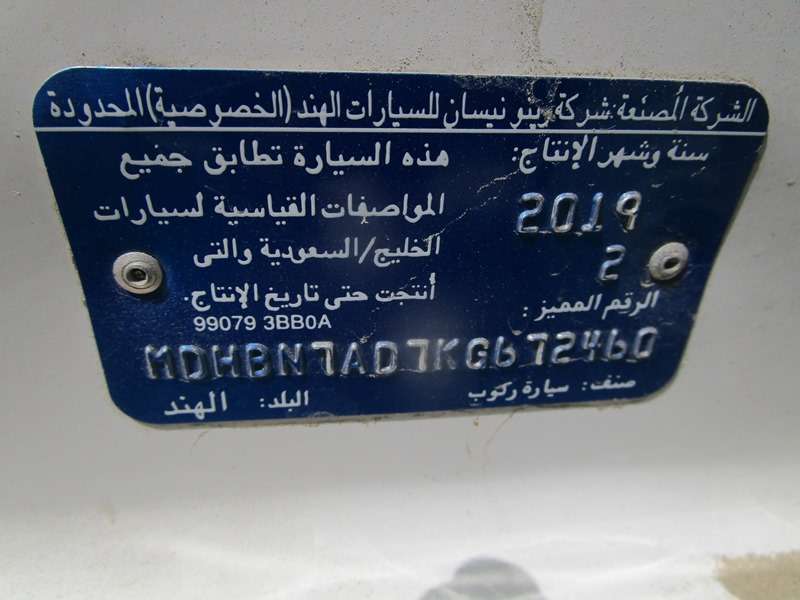 الشركة المصنعة: شركة رينو نيسان للسيارات الهند (الخصوصية) المحدودة
سنة وشهر الإنتاج:
2019
2
هذه السيارة تطابق جميع
المواصفات القياسية لسيارات
الخليج/السعودية والتى
أنتجت حتى تاريخ الإنتاج.
99079 3BB0A
الرقم المميز:
MDHBN7AD7KG672460
صنف: سيارة ركوب
البلد: الهند